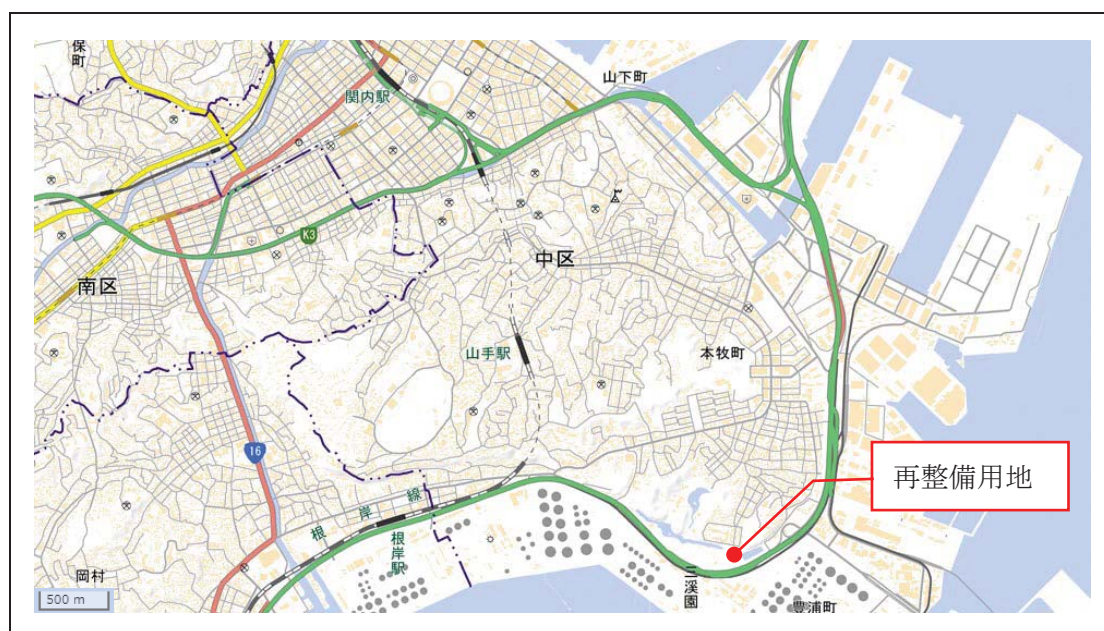 保
町
山下町
関内駅
K3
中区
南区
山手駅
本牧町
16
再整備用地
根岸線
根岸駅
三溪園
岡村
豊浦町
500 m